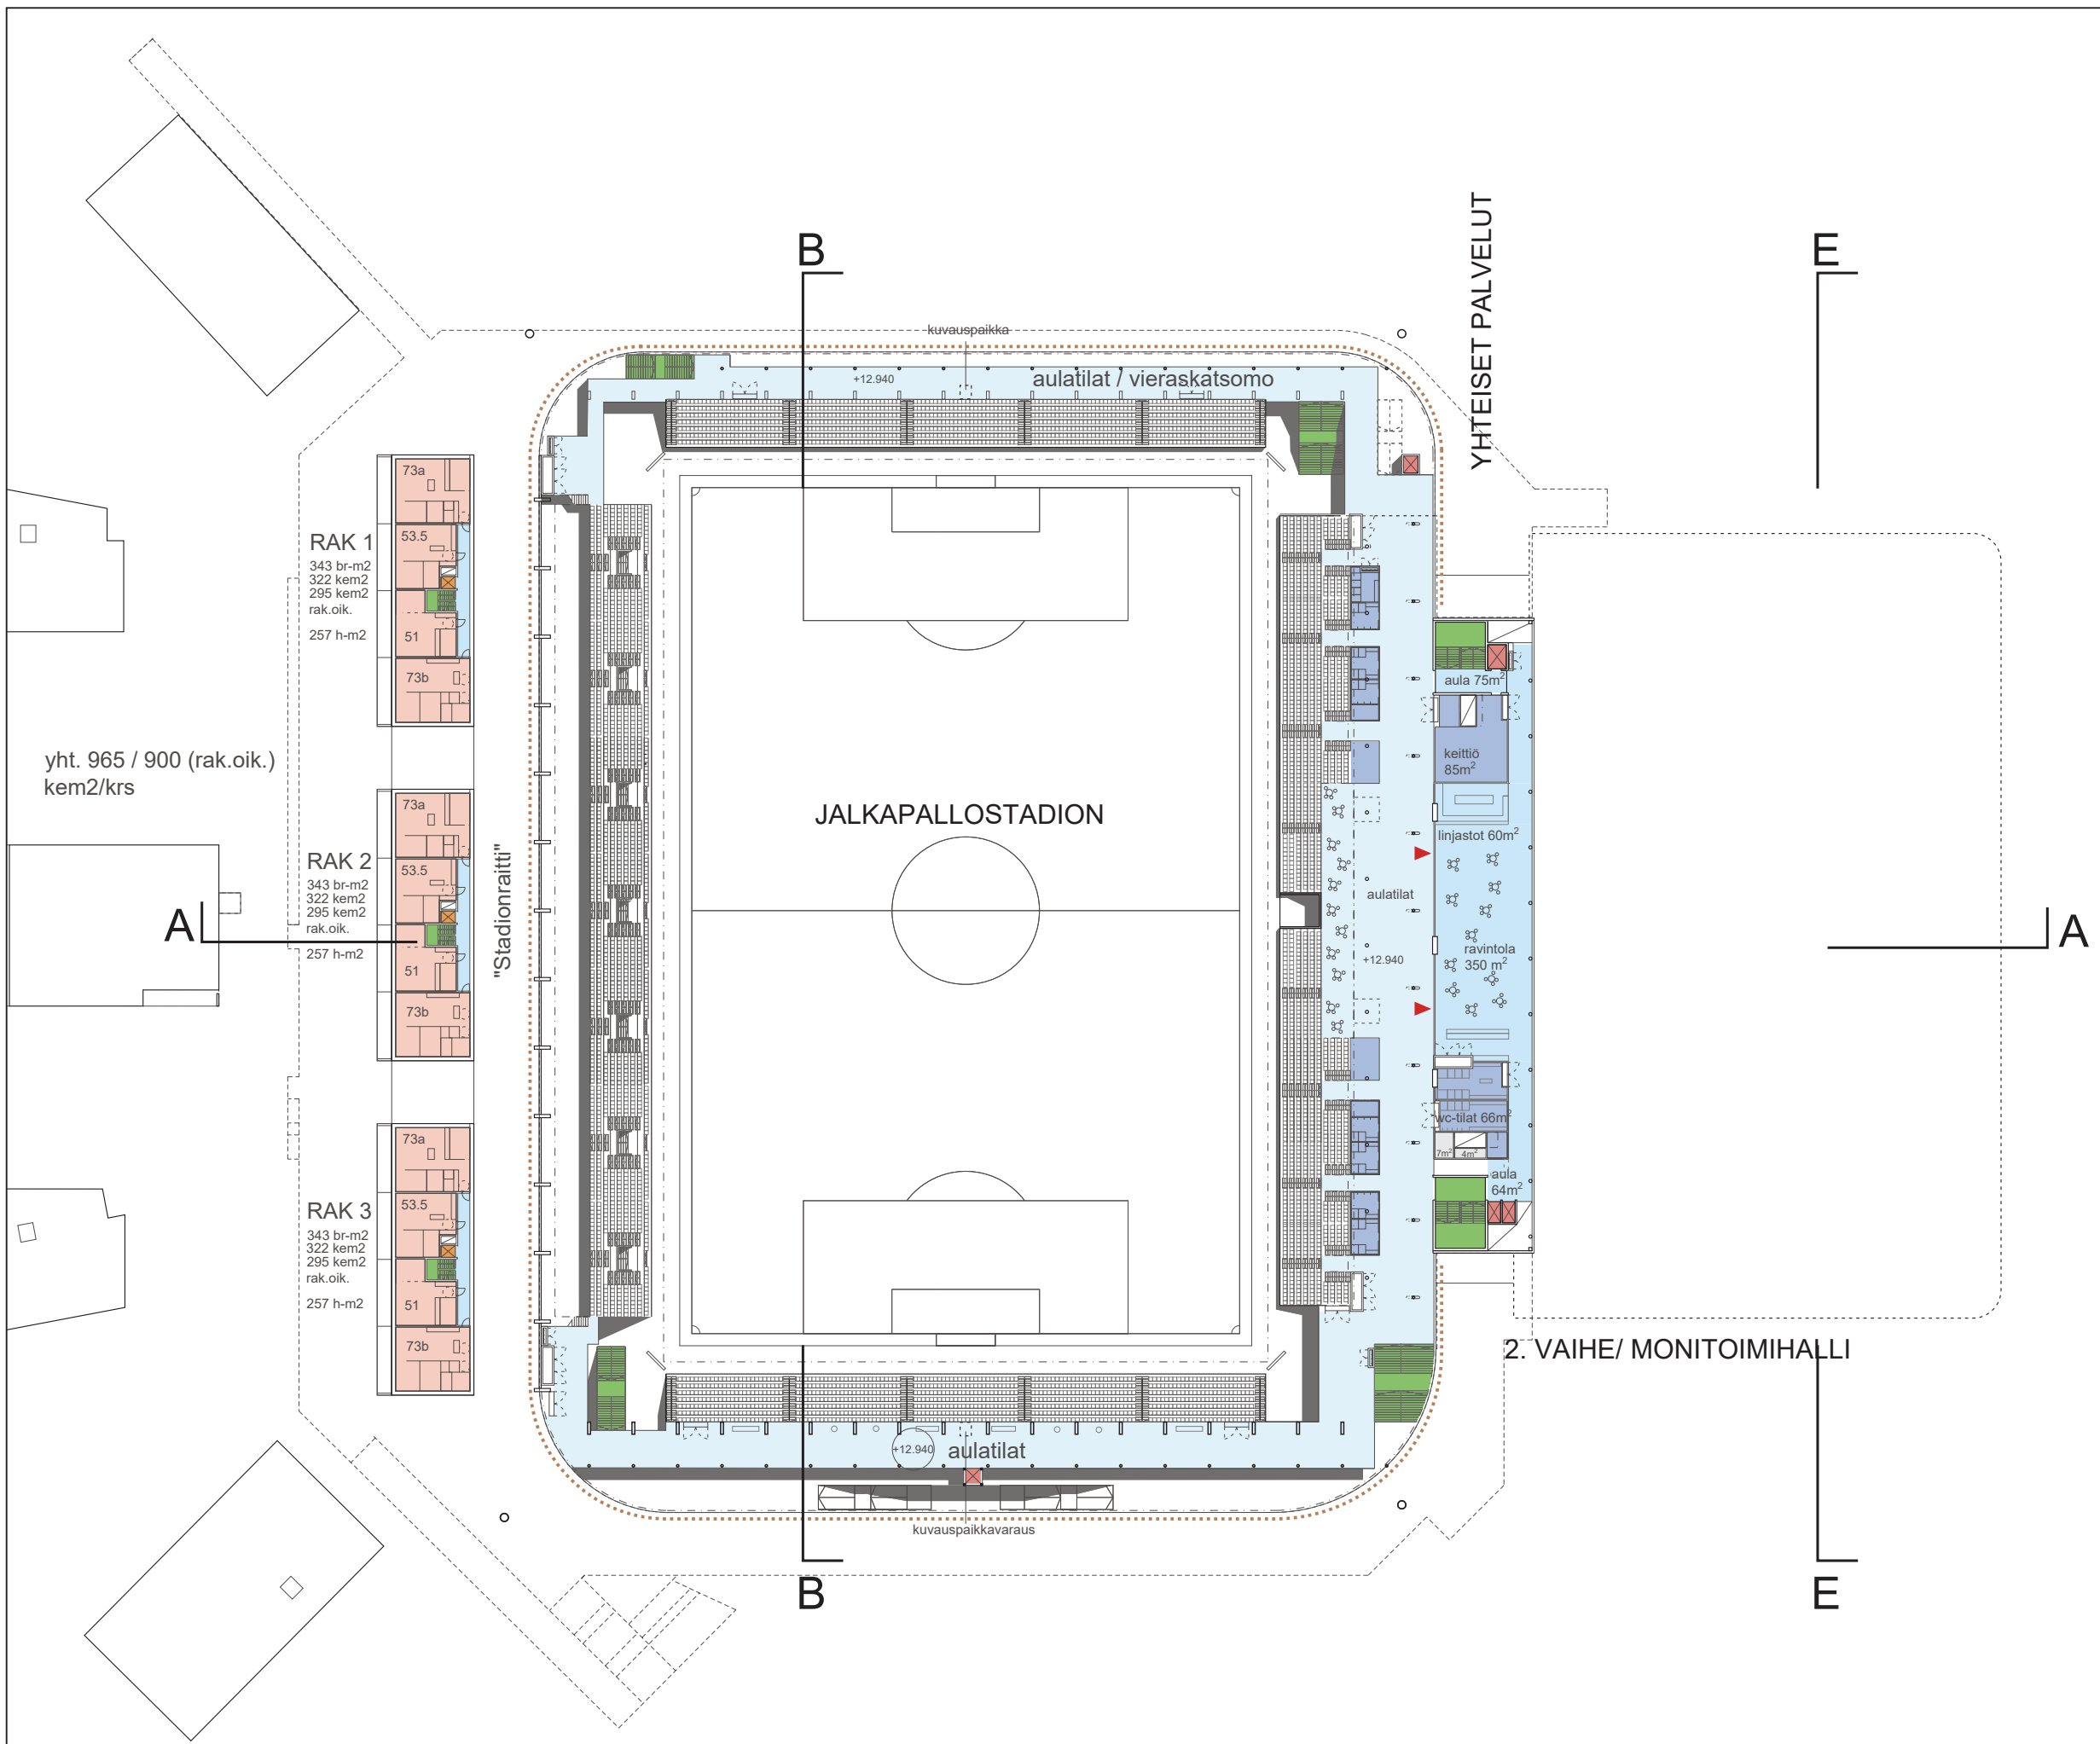 B
E
YHTEISET PALVELUT
kuvauspaikka
+12.940
aulatilat / vieraskatsomo
73a
53.5
RAK 1
343 br-m2
322 kem2
295 kem2
rak.oik.
257 h-m2
51
73b
aula 75m²
keittiö
85m²
yht. 965 / 900 (rak.oik.)
kem2/krs
73a
JALKAPALLOSTADION
linjastot 60m²
RAK 2
53.5
343 br-m2
322 kem2
295 kem2
rak.oik.
257 h-m2
51
73b
"Stadionraitti"
aulatilat
A
A
ravintola
350 m²
+12.940
wc-tilat 66m²
7m²
4m²
aula
64m²
73a
53.5
RAK 3
343 br-m2
322 kem2
295 kem2
rak.oik.
257 h-m2
51
73b
2. VAIHE/ MONITOIMIHALLI
+12.940
aulatilat
kuvauspaikkavaraus
B
E